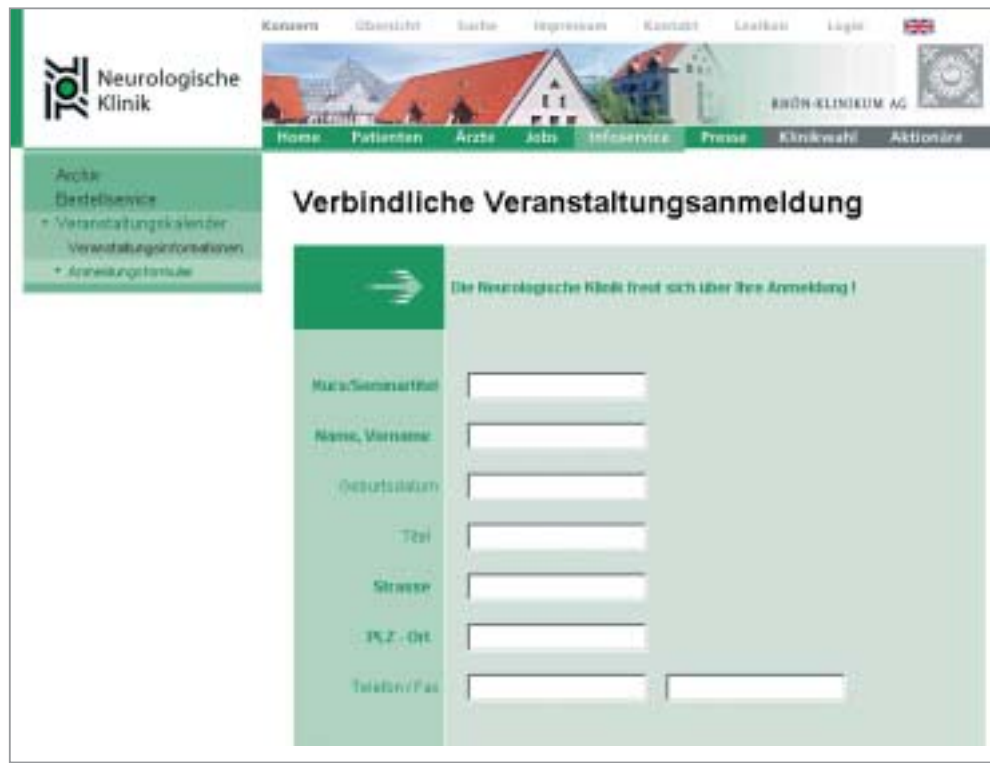 Konzern Übersicht Suche Impressum Kontakt Lexikon Login
Neurologische
Klinik
RHÖN-KLINIKUM AG
Home Patienten Ärzte Jobs Infoservice Presse Klinikwahl Aktionäre
Archiv
Bestellservice
Veranstaltungskalender
Veranstaltungsinformationen
Anmeldungsformular
Verbindliche Veranstaltungsanmeldung
Die Neurologische Klinik freut sich über Ihre Anmeldung !
Kurs/Seminartitel
Name, Vorname
Geburtsdatum
Titel
Strasse
PLZ - Ort
Telefon / Fax